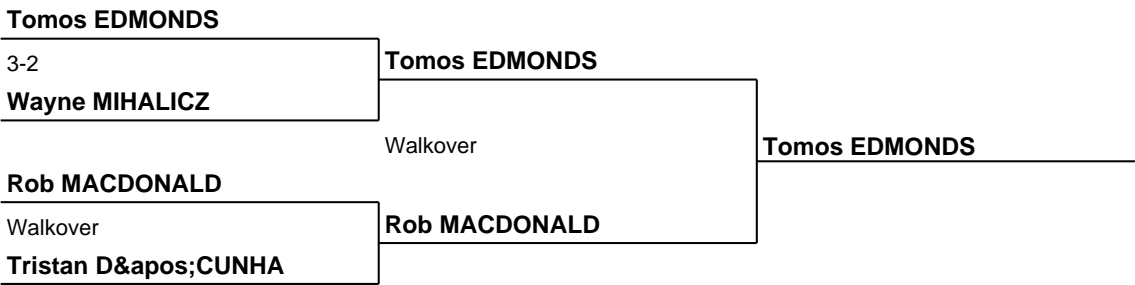 Tomos EDMONDS
3-2
Tomos EDMONDS
Wayne MIHALICZ
Walkover
Tomos EDMONDS
Rob MACDONALD
Walkover
Rob MACDONALD
Tristan D&apos;CUNHA